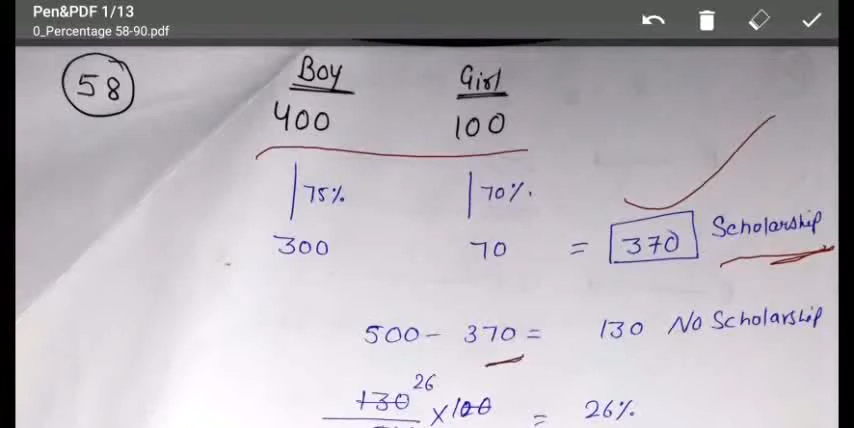 Pen&PDF 1/13
0_Percentage 58-90.pdf
58 Boy Girl
400 100
75% 70%.
300 70 = 370 Scholarship
500 - 370 = 130 No Scholarship
26
130 × 100 = 26%